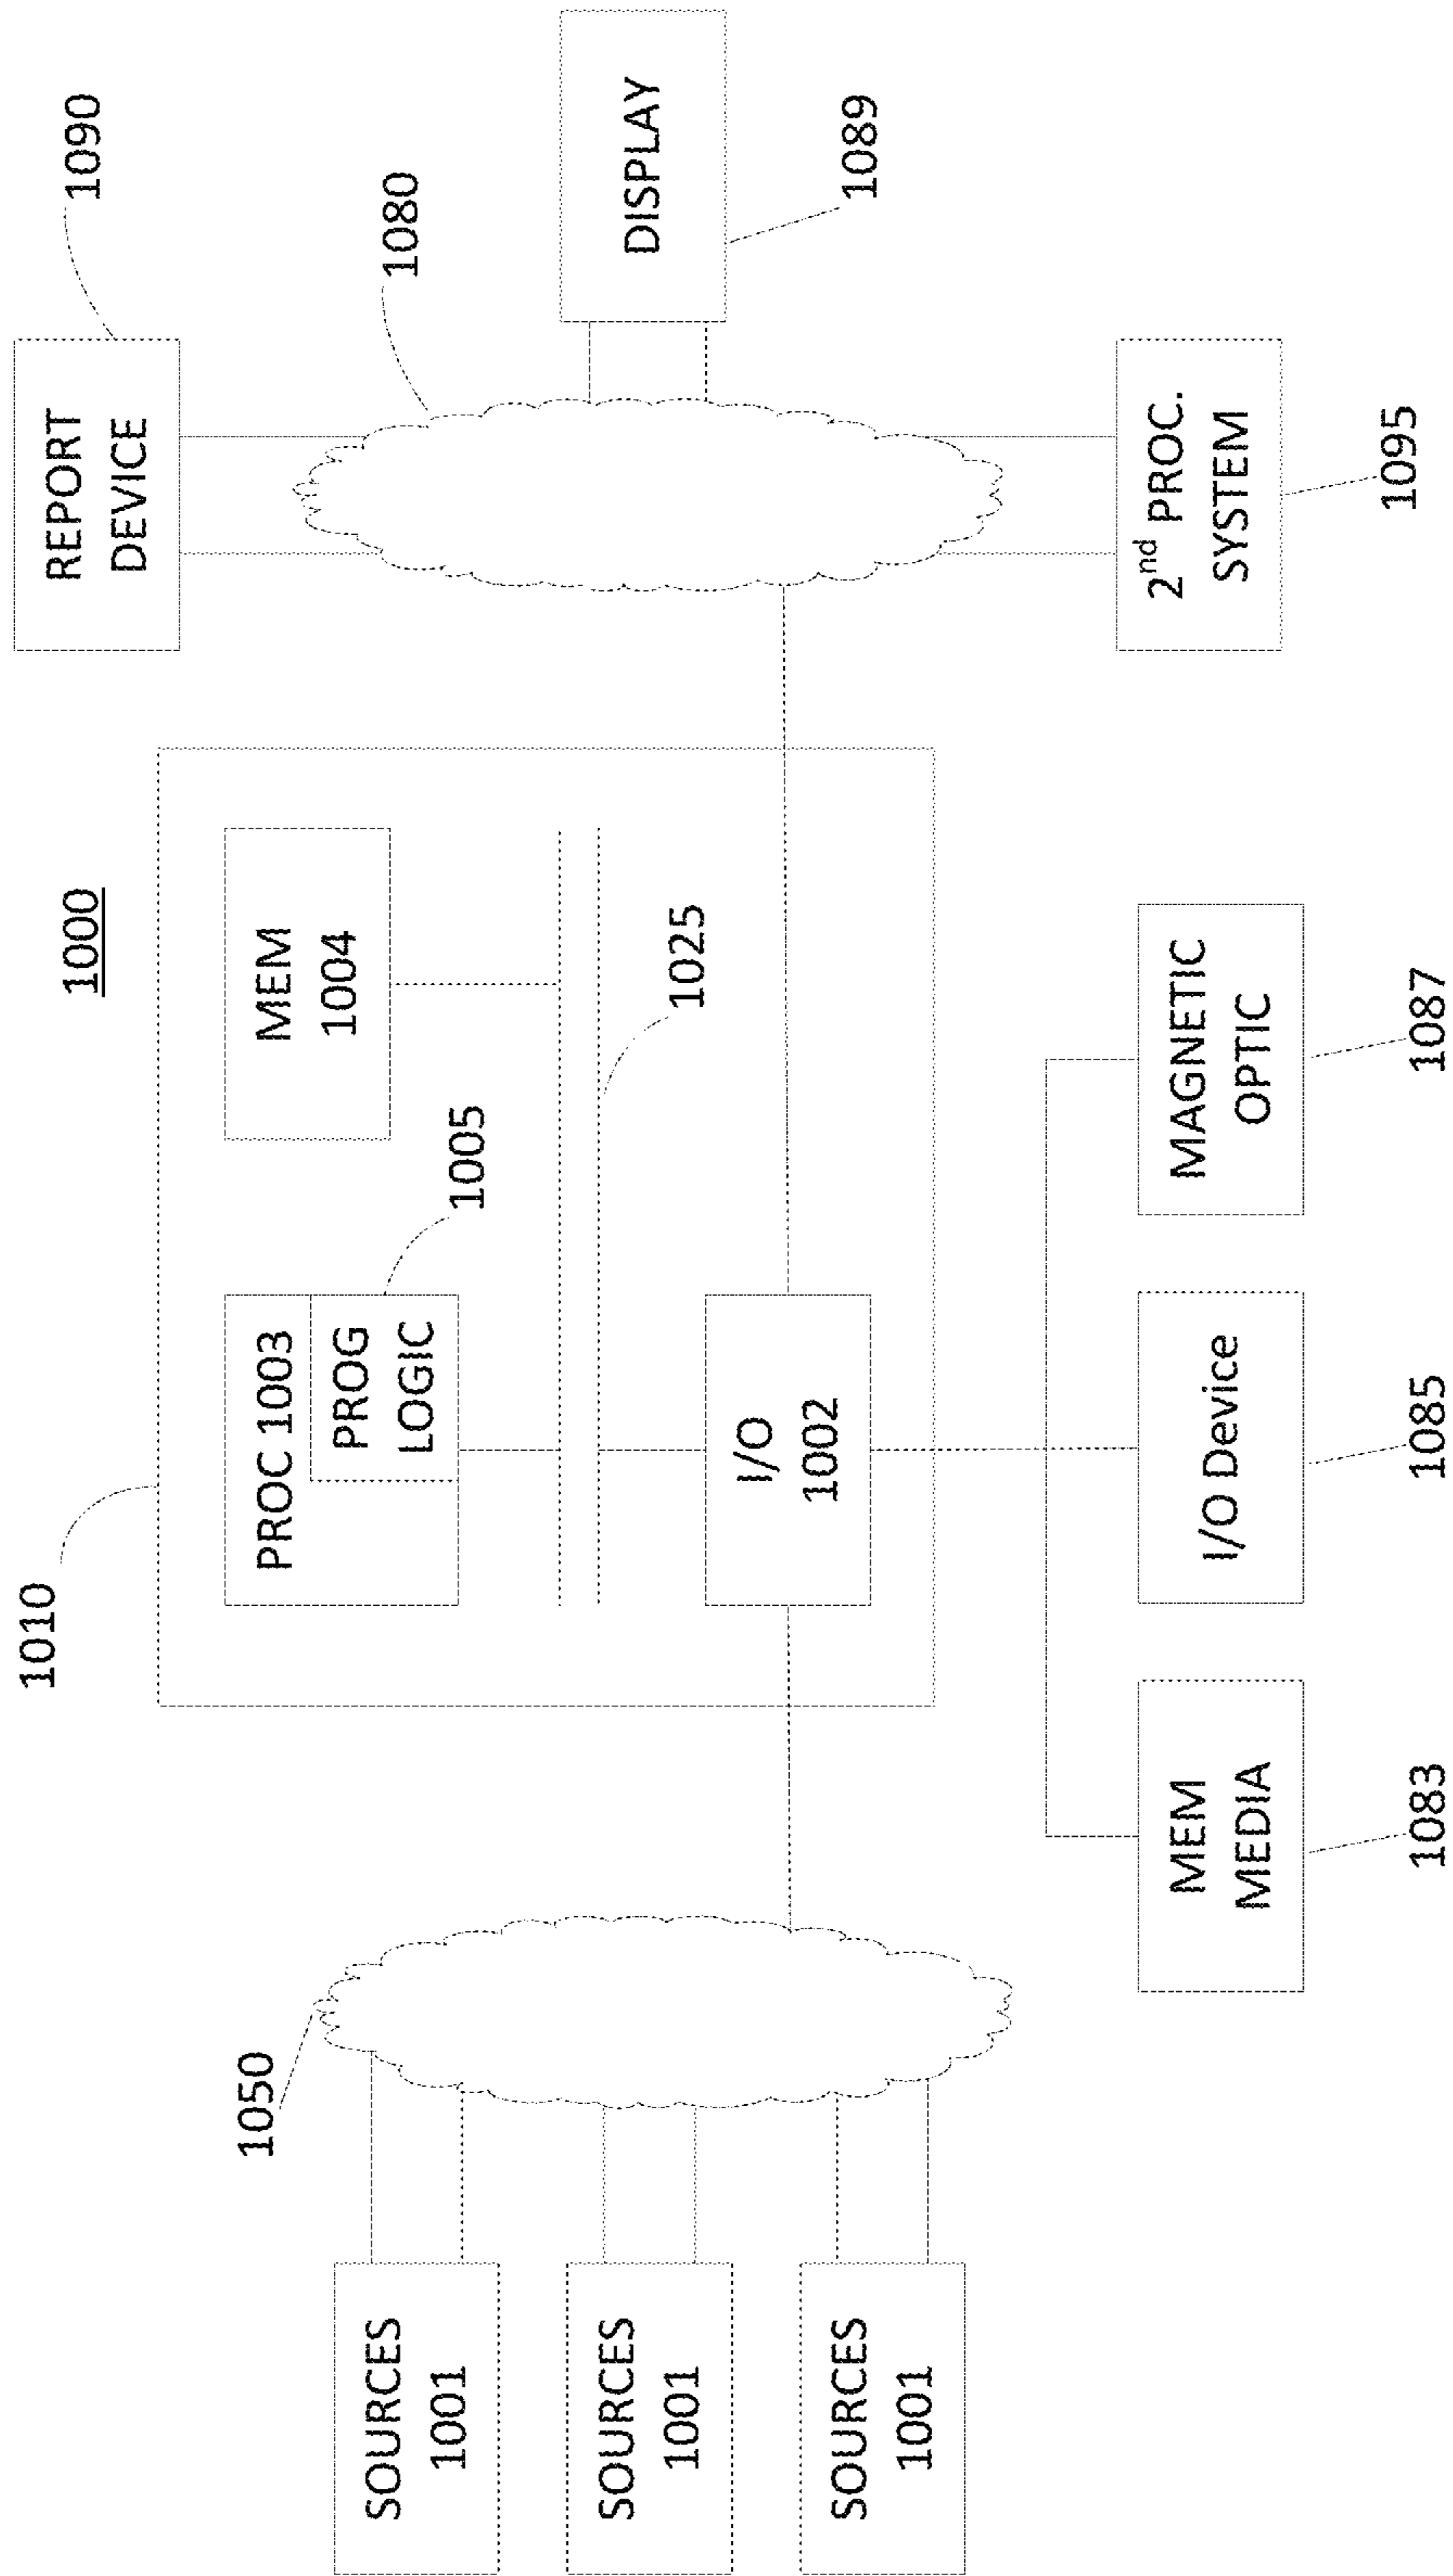 1000
1010
PROC 1003
PROG
LOGIC
1005
MEM
1004
1025
I/O
1002
1050
SOURCES
1001
SOURCES
1001
SOURCES
1001
MEM
MEDIA
1083
I/O Device
1085
MAGNETIC
OPTIC
1087
REPORT
DEVICE
1090
1080
DISPLAY
1089
2nd PROC.
SYSTEM
1095